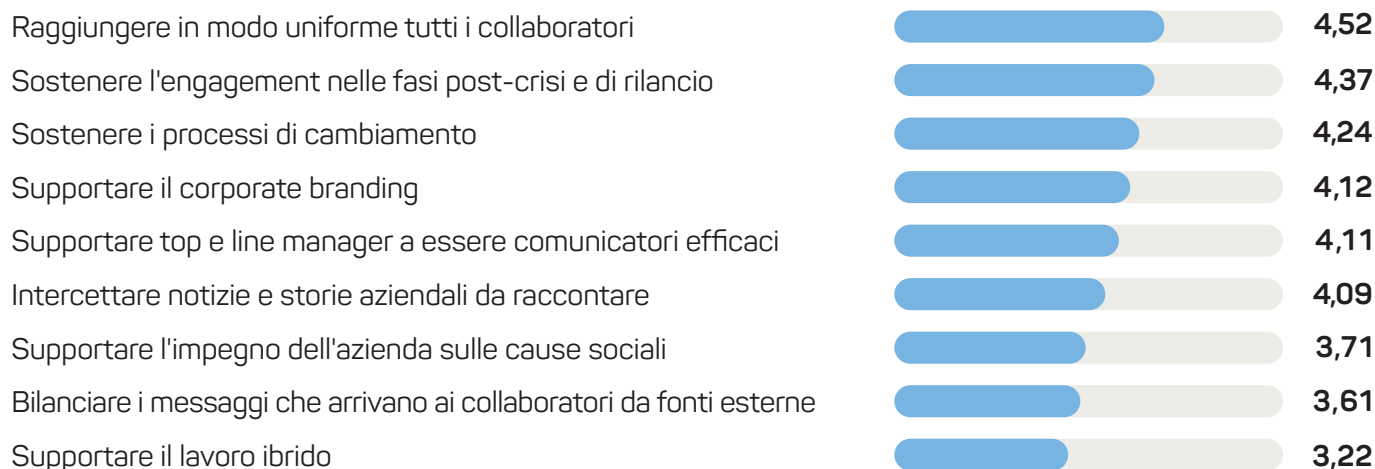 Raggiungere in modo uniforme tutti i collaboratori 4,52
Sostenere l'engagement nelle fasi post-crisi e di rilancio 4,37
Sostenere i processi di cambiamento 4,24
Supportare il corporate branding 4,12
Supportare top e line manager a essere comunicatori efficaci 4,11
Intercettare notizie e storie aziendali da raccontare 4,09
Supportare l'impegno dell'azienda sulle cause sociali 3,71
Bilanciare i messaggi che arrivano ai collaboratori da fonti esterne 3,61
Supportare il lavoro ibrido 3,22